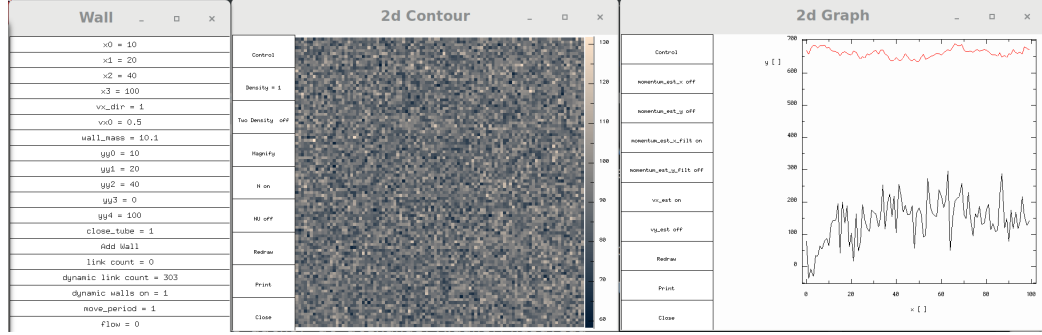 Wall
x0 = 10
x1 = 20
x2 = 40
x3 = 100
vx_dir = 1
vx0 = 0.5
wall_mass = 10.1
yy0 = 10
yy1 = 20
yy2 = 40
yy3 = 0
yy4 = 100
close_tube = 1
Add Wall
link count = 0
dynamic link count = 303
dynamic walls on = 1
move_period = 1
flow = 0
2d Contour
Control
Density = 1
Two Density off
Magnify
N on
NU off
Redraw
Print
Close
130
120
110
100
90
80
70
60
2d Graph
Control
momentum_est_x off
momentum_est_y off
momentum_est_x_filt on
momentum_est_y_filt off
vx_est on
vy_est off
Redraw
Print
Close
y [ ]
700
600
500
400
300
200
100
0
0 20 40 60 80 100
x [ ]